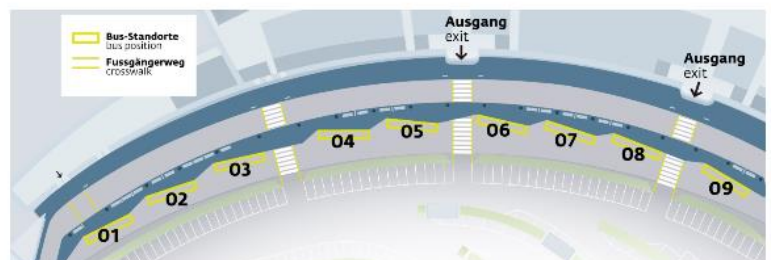 Bus-Standorte
bus position
Fussgängerweg
crosswalk
Ausgang
exit
Ausgang
exit
01
02
03
04
05
06
07
08
09